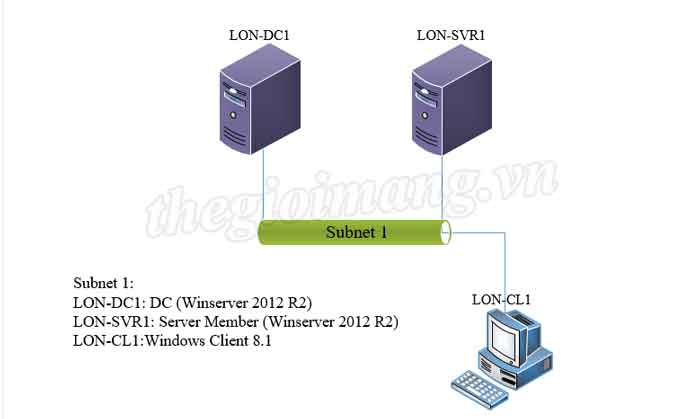 LON-DC1
LON-SVR1
thegioimang.vn
Subnet 1
Subnet 1:
LON-DC1: DC (Winserver 2012 R2)
LON-CL1
LON-SVR1: Server Member (Winserver 2012 R2)
LON-CL1:Windows Client 8.1